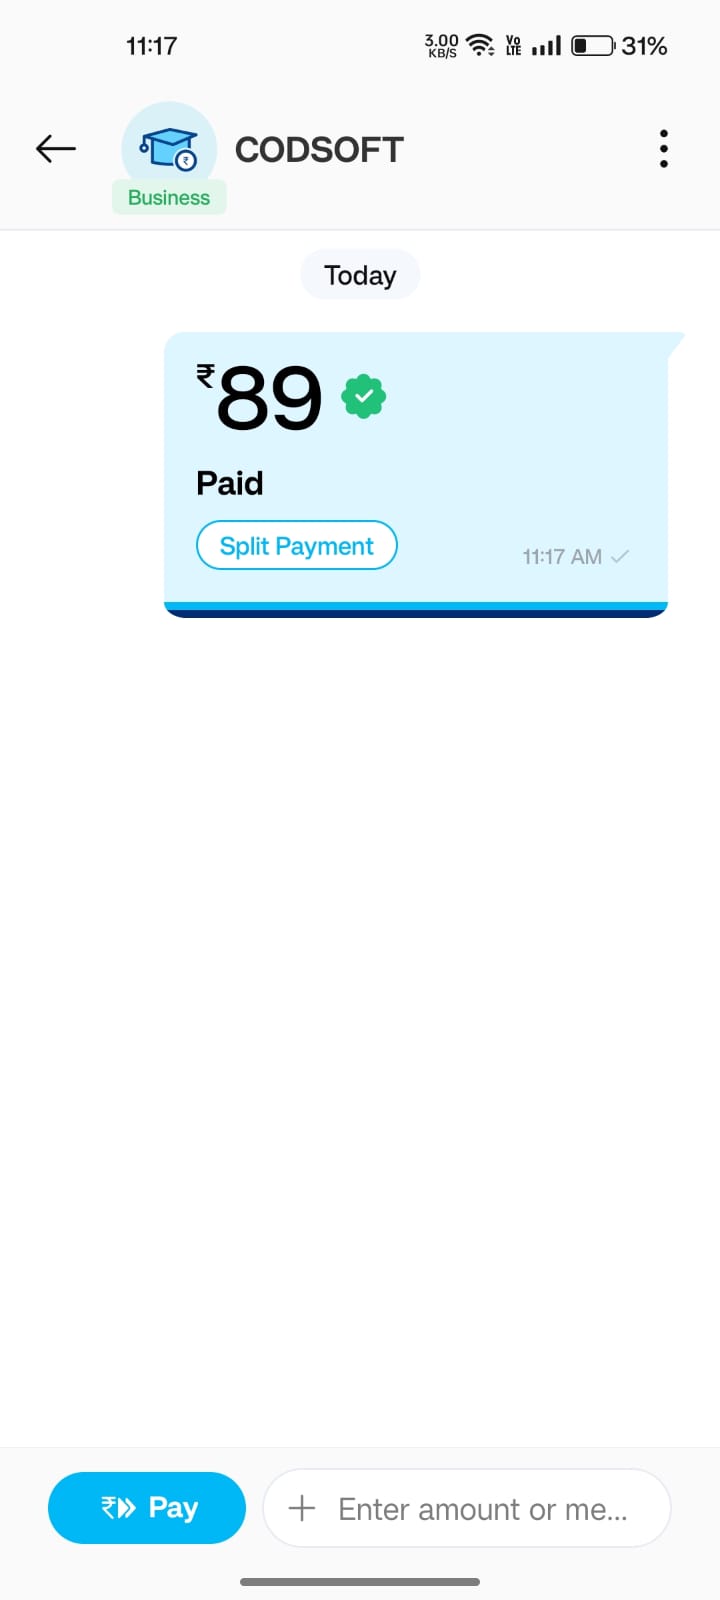 11:17 3.00 KB/S Vo LTE 31%
CODSOFT
Business
Today
₹89
Paid
Split Payment
11:17 AM
₹ Pay
Enter amount or me...